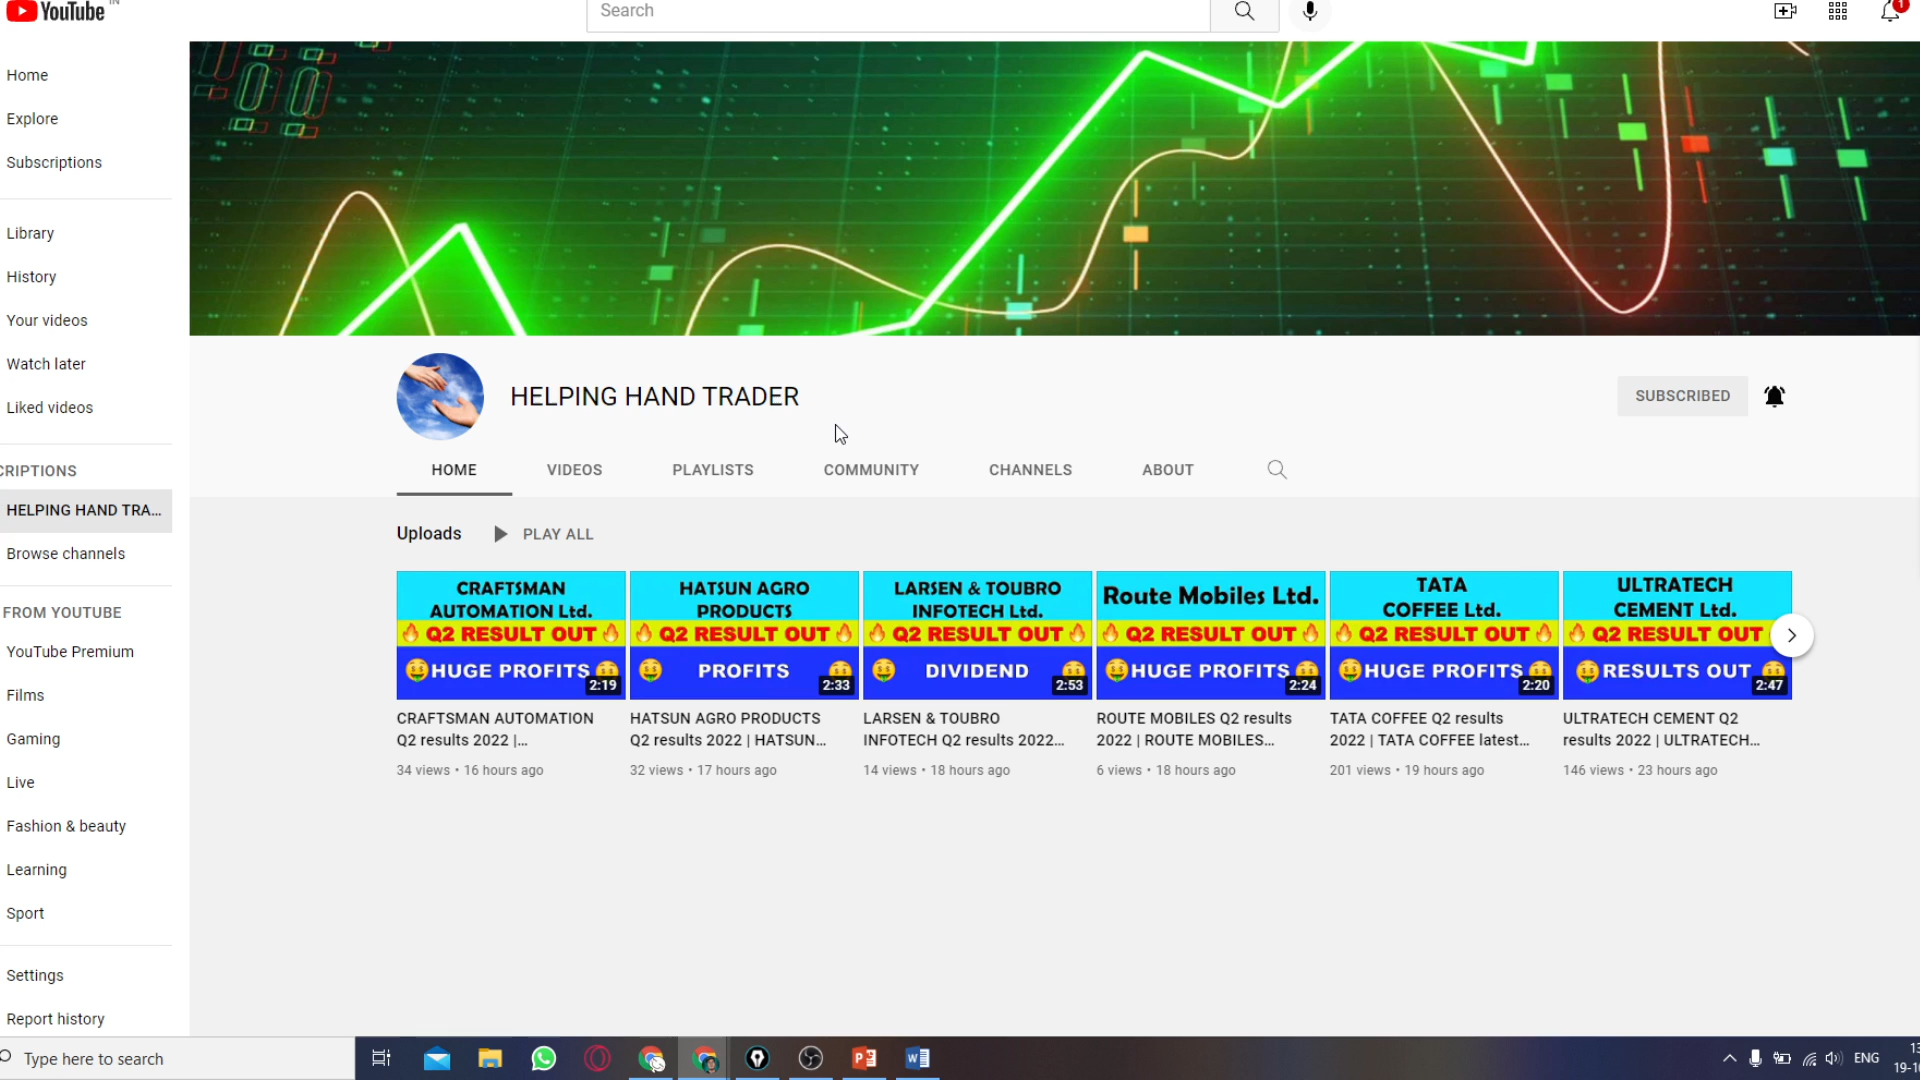 YouTube IN
Search
1
Home
Explore
Subscriptions
Library
History
Your videos
Watch later
Liked videos
CRIPTIONS
HELPING HAND TRA...
Browse channels
FROM YOUTUBE
YouTube Premium
Films
Gaming
Live
Fashion & beauty
Learning
Sport
Settings
Report history
HELPING HAND TRADER
SUBSCRIBED
HOME VIDEOS PLAYLISTS COMMUNITY CHANNELS ABOUT
Uploads PLAY ALL
CRAFTSMAN
AUTOMATION Ltd.
Q2 RESULT OUT
HUGE PROFITS
2:19
CRAFTSMAN AUTOMATION
Q2 results 2022 |...
34 views • 16 hours ago
HATSUN AGRO
PRODUCTS
Q2 RESULT OUT
PROFITS
2:33
HATSUN AGRO PRODUCTS
Q2 results 2022 | HATSUN...
32 views • 17 hours ago
LARSEN & TOUBRO
INFOTECH Ltd.
Q2 RESULT OUT
DIVIDEND
2:53
LARSEN & TOUBRO
INFOTECH Q2 results 2022...
14 views • 18 hours ago
Route Mobiles Ltd.
Q2 RESULT OUT
HUGE PROFITS
2:24
ROUTE MOBILES Q2 results
2022 | ROUTE MOBILES...
6 views • 18 hours ago
TATA
COFFEE Ltd.
Q2 RESULT OUT
HUGE PROFITS
2:20
TATA COFFEE Q2 results
2022 | TATA COFFEE latest...
201 views • 19 hours ago
ULTRATECH
CEMENT Ltd.
Q2 RESULT OUT
RESULTS OUT
2:47
ULTRATECH CEMENT Q2
results 2022 | ULTRATECH...
146 views • 23 hours ago
Type here to search
ENG
13
19-10